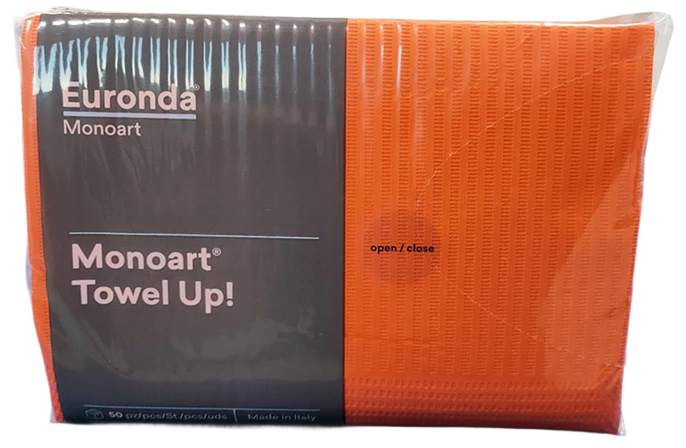 Euronda®
Monoart
Monoart®
Towel Up!
open / close
50 pz/pcs/St./pcs/uds
Made in Italy